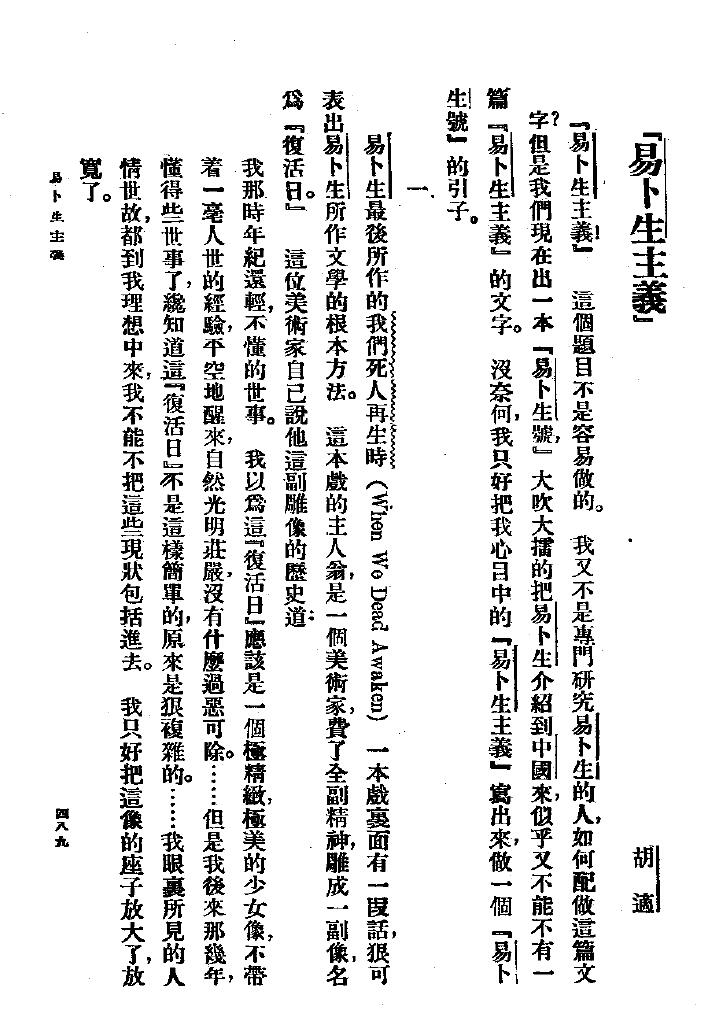 『易卜生主義』
胡適
『易卜生主義』！　這個題目不是容易做的。　我又不是專門研究易卜生的人，如何配做這篇文
字？但是我們現在出一本『易卜生號』，大吹大擂的把易卜生介紹到中國來，似乎又不能不有一
篇『易卜生主義』的文字。　沒奈何，我只好把我心目中的『易卜生主義』寫出來，做一個『易卜
生號』的引子。
一、
易卜生最後所作的我們死人再生時（When We Dead Awaken）一本戲裏面有一段話，狠可
表出易卜生所作文學的根本方法。　這本戲的主人翁，是一個美術家，費了全副精神，雕成一副像，名
爲『復活日』。　這位美術家自己說他這副雕像的歷史道：
我那時年紀還輕，不懂的世事。　我以爲這『復活日』應該是一個極精緻，極美的少女像，不帶
着一毫人世的經驗，平空地醒來，自然光明莊嚴，沒有什麼過惡可除。……但是我後來那幾年，
懂得些世事了，纔知道這『復活日』不是這樣簡單的，原來是狠複雜的。……我眼裏所見的人
情世故，都到我理想中來，我不能不把這些現狀包括進去。　我只好把這像的座子放大了，放
寬了。
易卜生主義
四八九